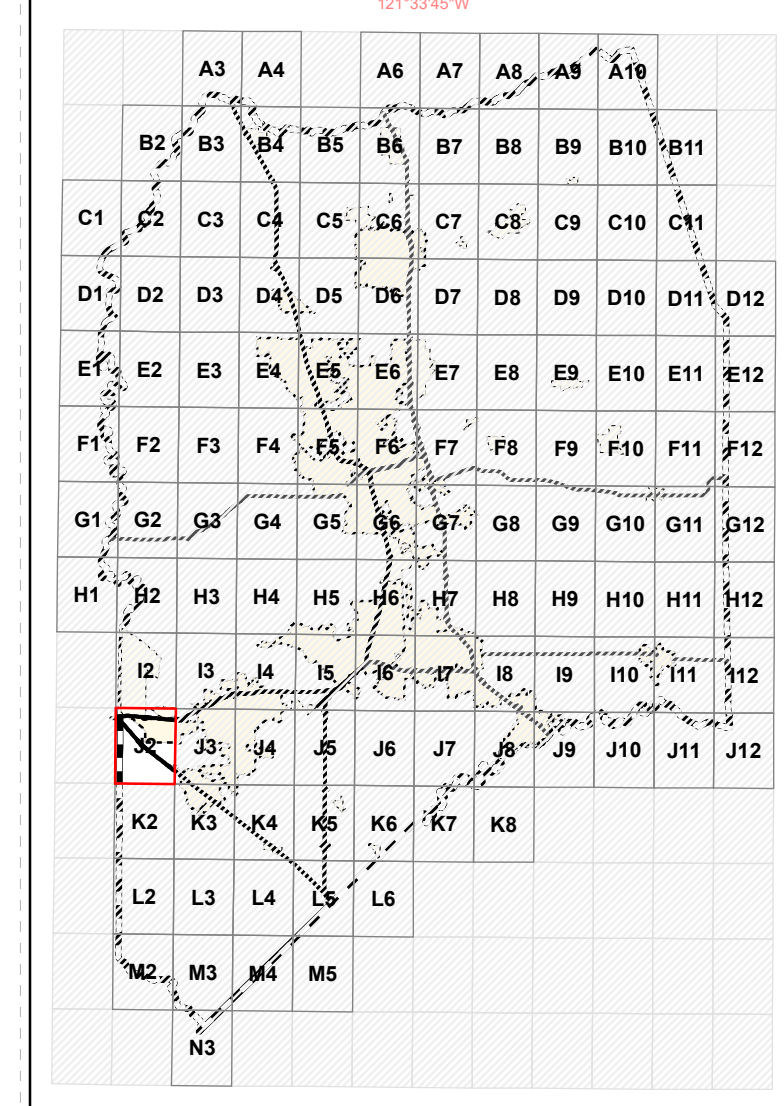 121°33'45"W
A3 A4 A6 A7 A8 A9 A10
B2 B3 B4 B5 B6 B7 B8 B9 B10 B11
C1 C2 C3 C4 C5 C6 C7 C8 C9 C10 C11
D1 D2 D3 D4 D5 D6 D7 D8 D9 D10 D11 D12
E1 E2 E3 E4 E5 E6 E7 E8 E9 E10 E11 E12
F1 F2 F3 F4 F5 F6 F7 F8 F9 F10 F11 F12
G1 G2 G3 G4 G5 G6 G7 G8 G9 G10 G11 G12
H1 H2 H3 H4 H5 H6 H7 H8 H9 H10 H11 H12
I2 I3 I4 I5 I6 I7 I8 I9 I10 I11 I12
J2 J3 J4 J5 J6 J7 J8 J9 J10 J11 J12
K2 K3 K4 K5 K6 K7 K8
L2 L3 L4 L5 L6
M2 M3 M4 M5
N3